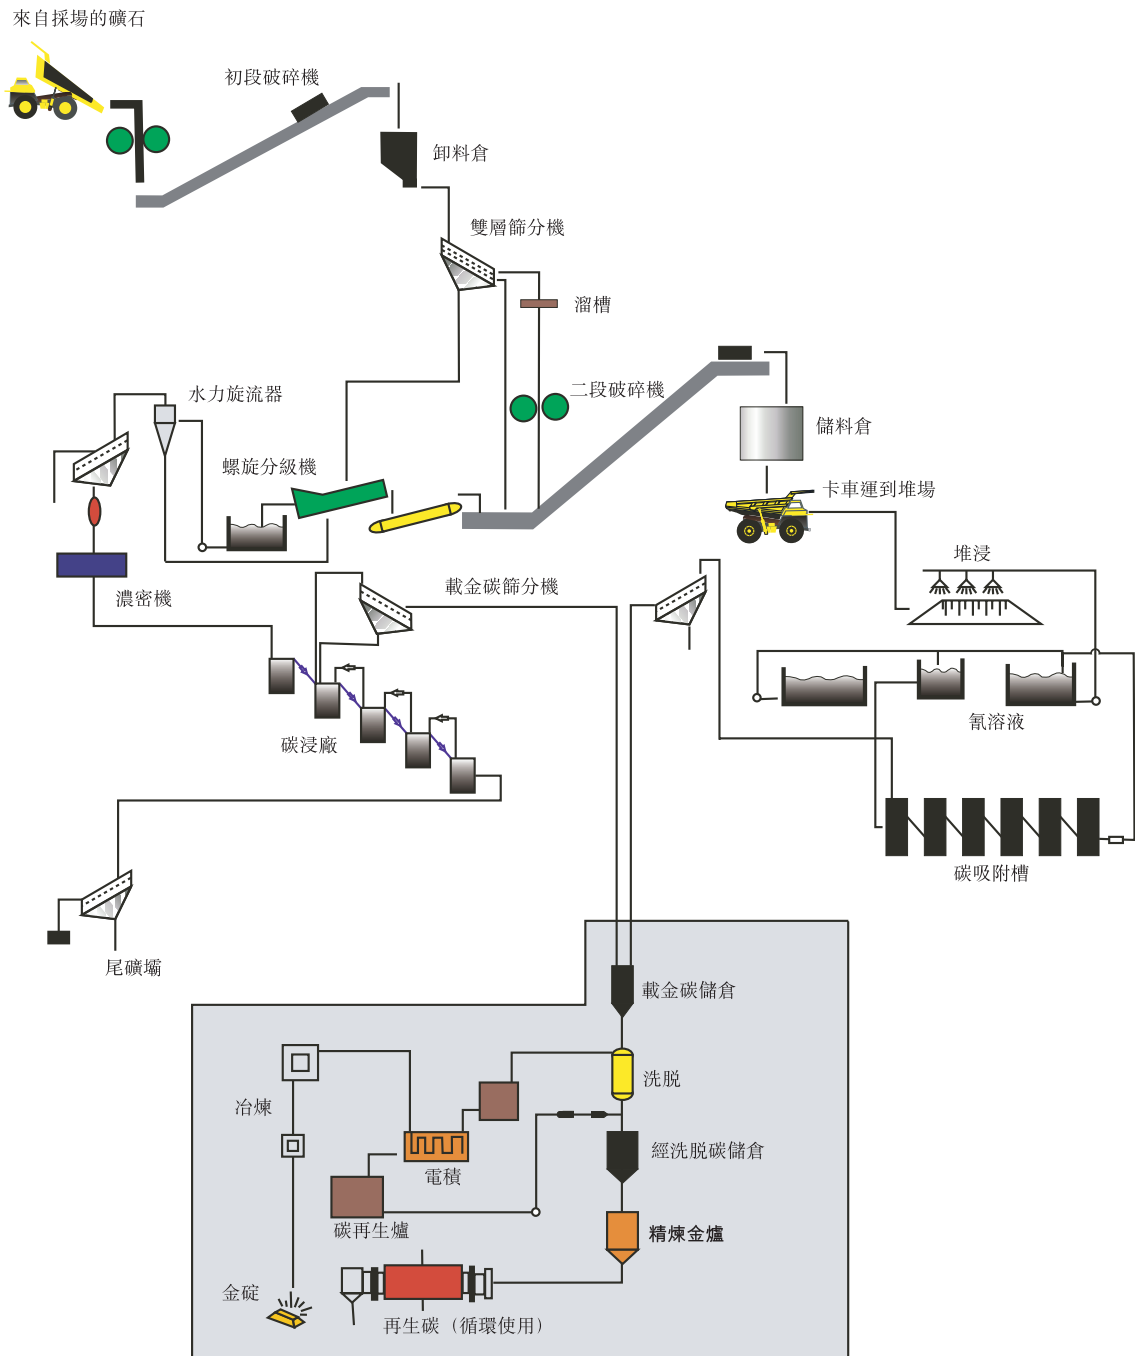 來自採場的礦石
初段破碎機
卸料倉
雙層篩分機
溜槽
二段破碎機
水力旋流器
儲料倉
螺旋分級機
卡車運到堆場
堆浸
濃密機
載金碳篩分機
氰溶液
碳浸廠
碳吸附槽
尾礦壩
載金碳儲倉
洗脱
冶煉
經洗脱碳儲倉
電積
碳再生爐
精煉金爐
金碇
再生碳（循環使用）